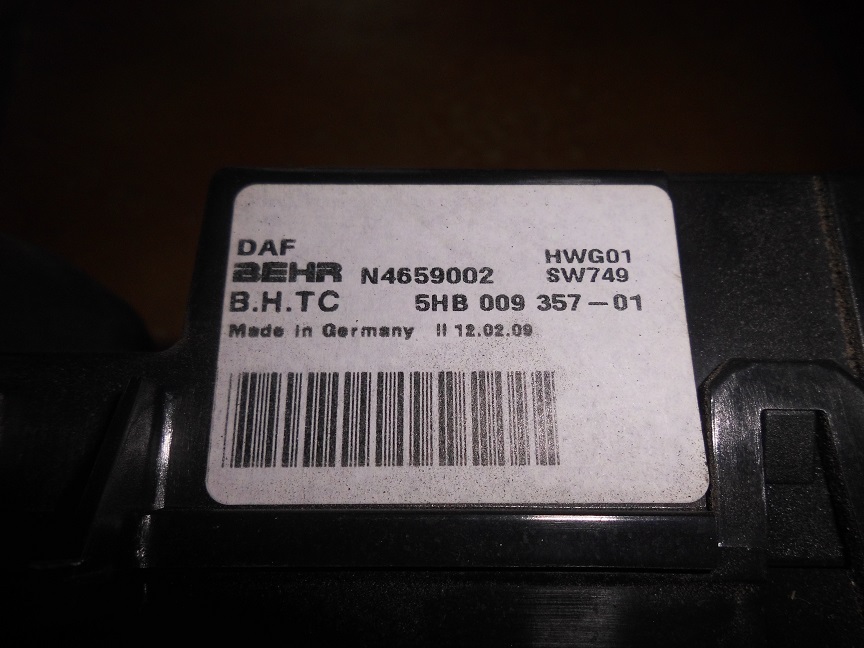 DAF
BEHR N4659002 HWG01
SW749
B.H.TC 5HB 009 357-01
Made in Germany II 12.02.09